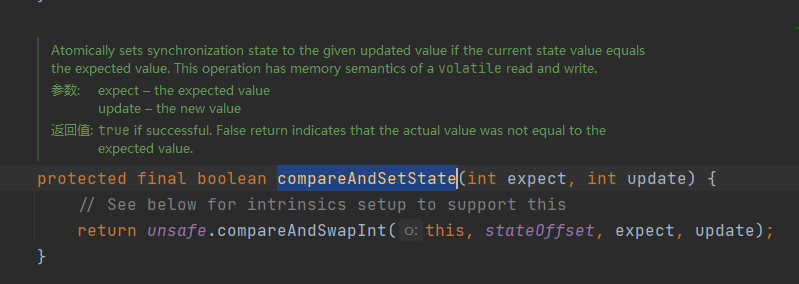 Atomically sets synchronization state to the given updated value if the current state value equals
the expected value. This operation has memory semantics of a volatile read and write.
参数: expect – the expected value
update – the new value
返回值: true if successful. False return indicates that the actual value was not equal to the
expected value.
protected final boolean compareAndSetState(int expect, int update) {
// See below for intrinsics setup to support this
return unsafe.compareAndSwapInt( o: this, stateOffset, expect, update);
}